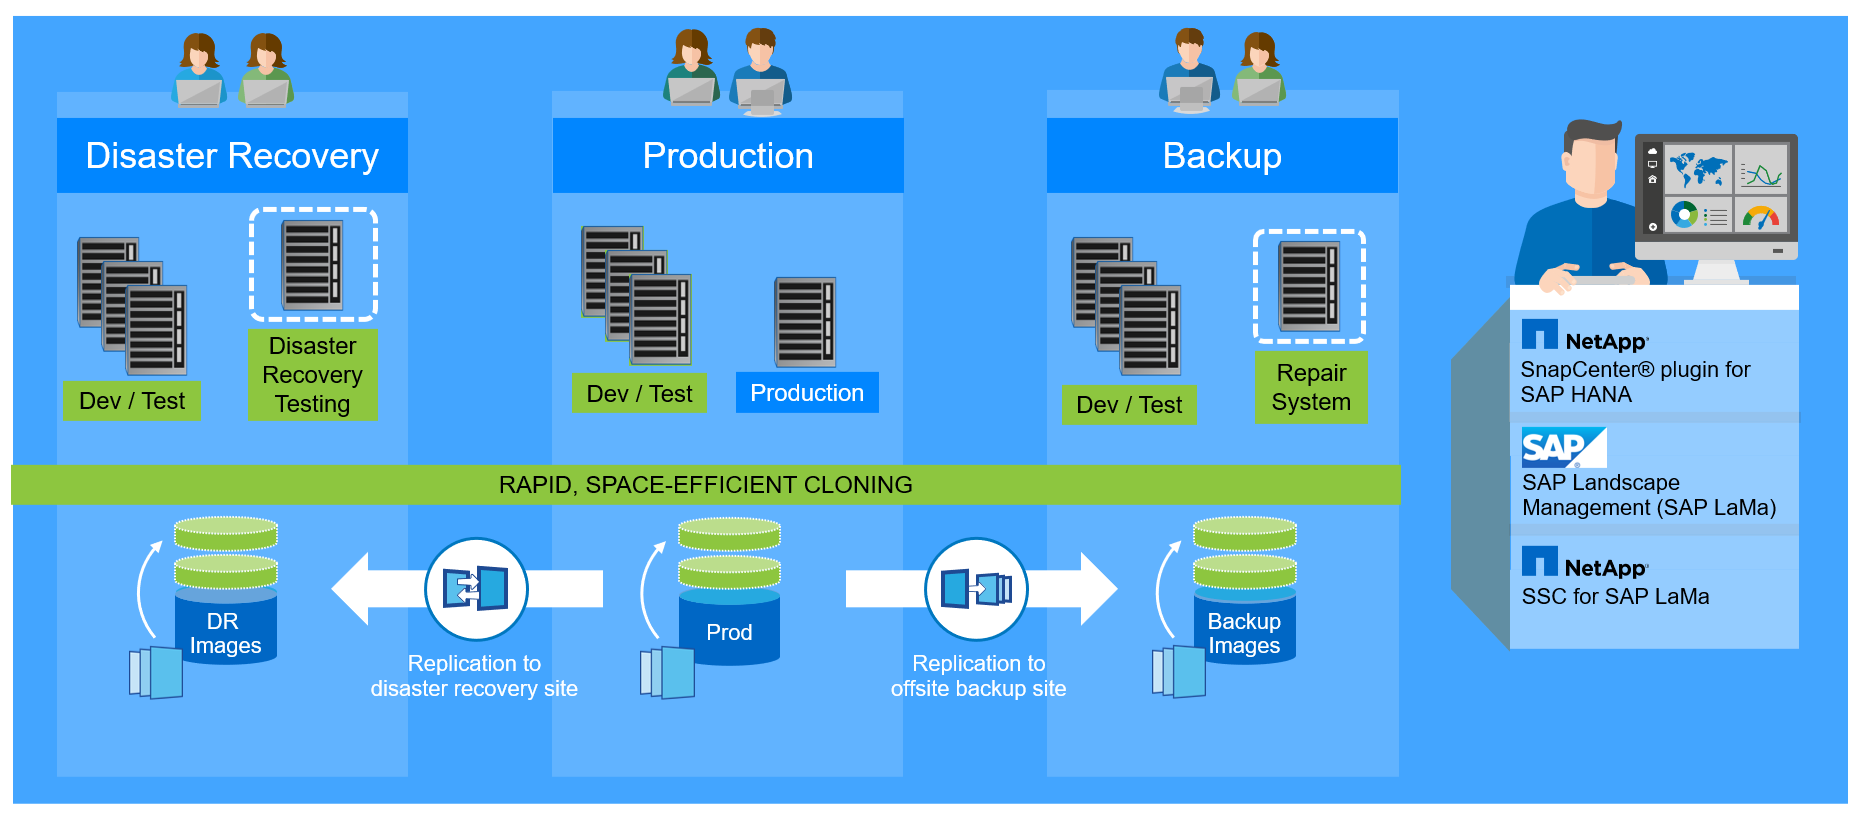 Disaster Recovery
Production
Backup
Disaster
Recovery
Testing
Dev / Test
Dev / Test
Production
Dev / Test
Repair
System
RAPID, SPACE-EFFICIENT CLONING
DR
Images
Replication to
disaster recovery site
Prod
Replication to
offsite backup site
Backup
Images
NetApp®
SnapCenter® plugin for
SAP HANA
SAP®
SAP Landscape
Management (SAP LaMa)
NetApp®
SSC for SAP LaMa